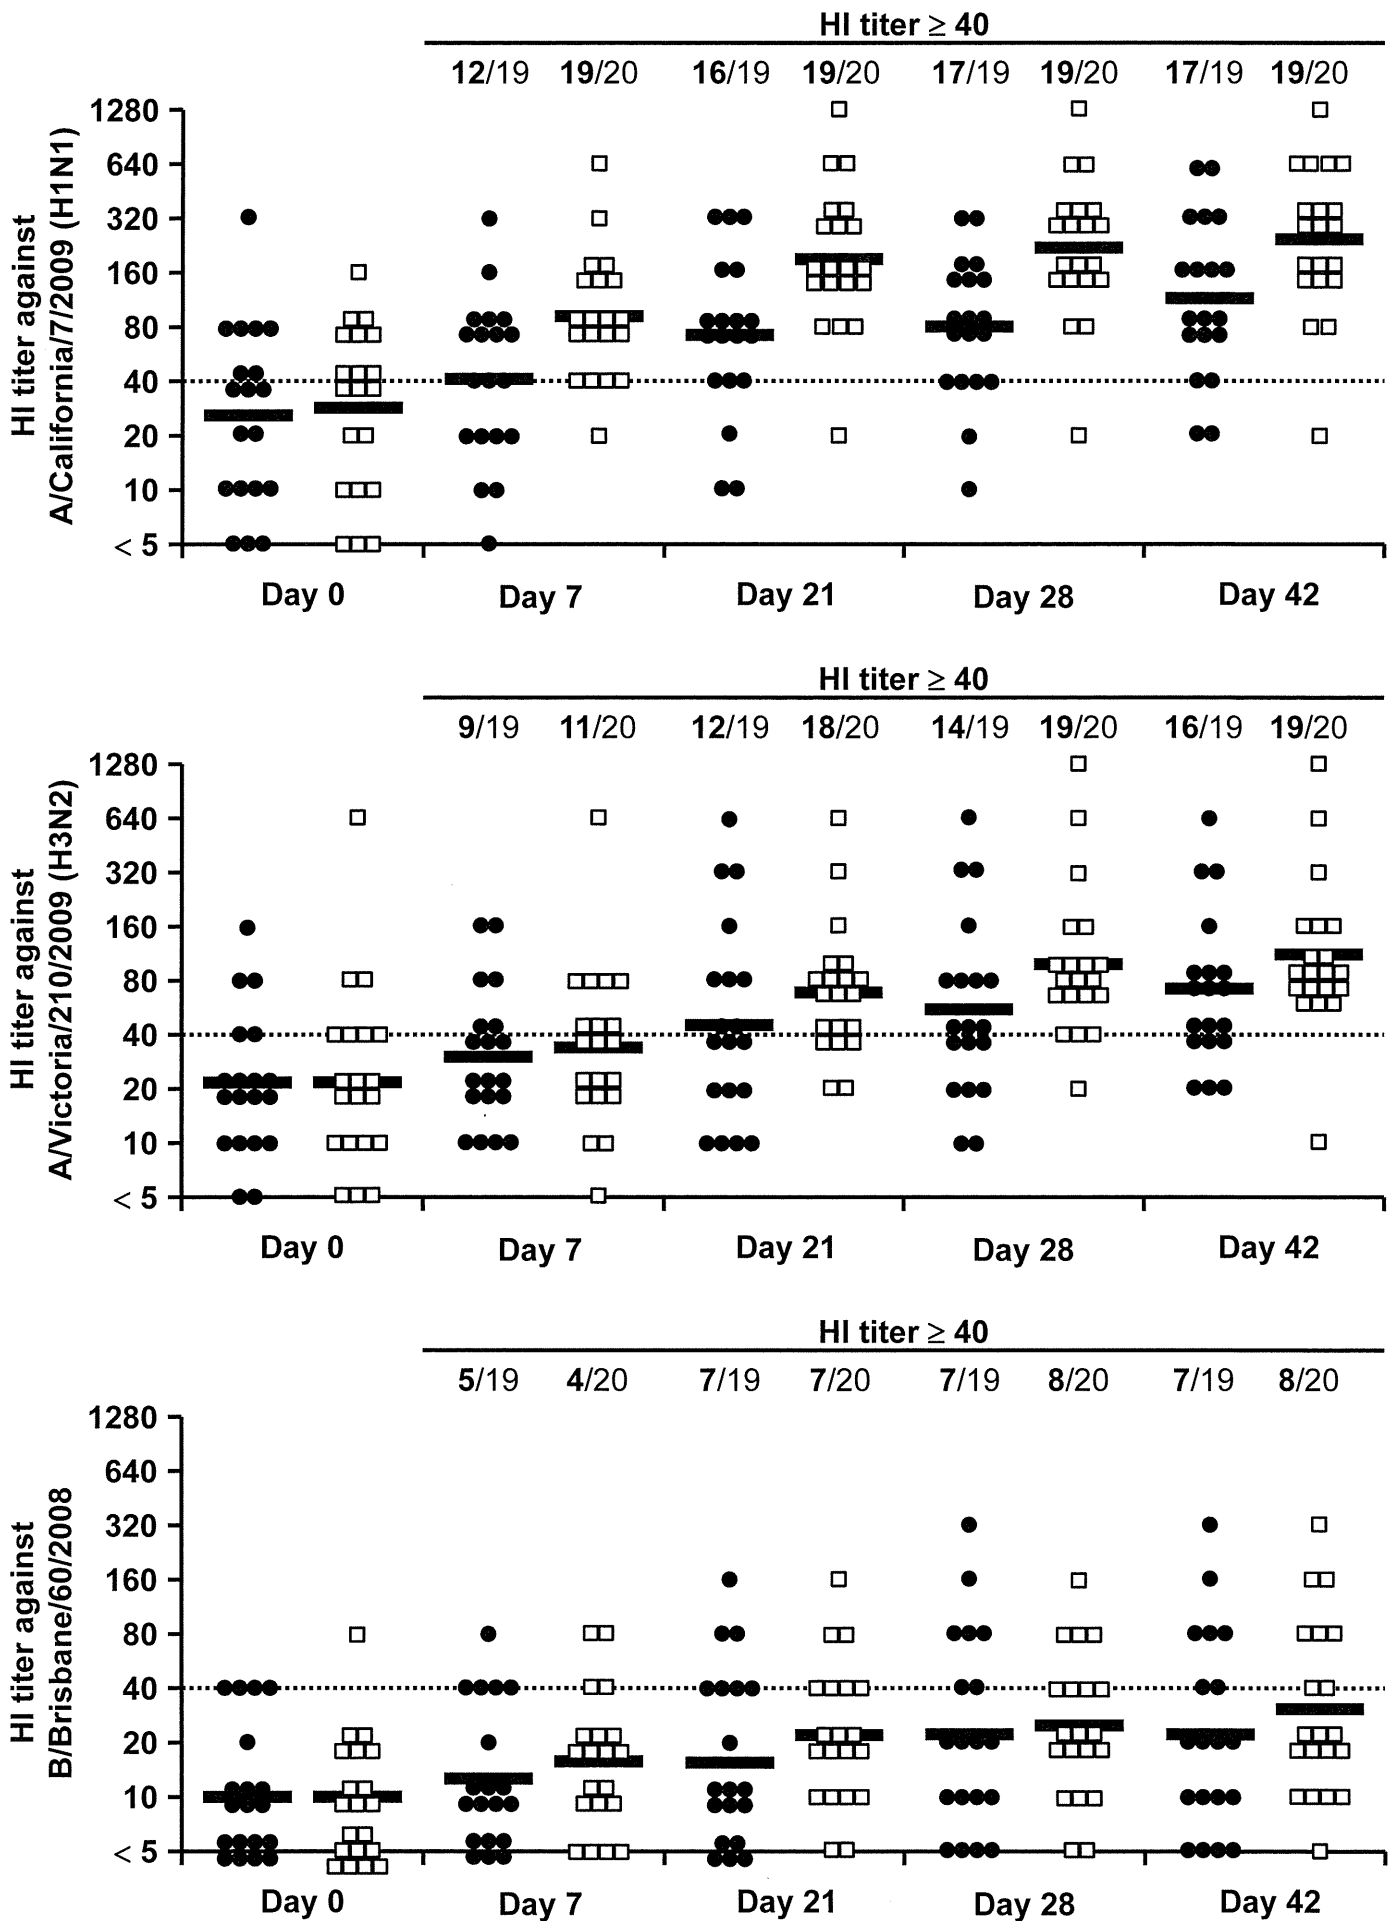 HI titer ≥ 40
12/19 19/20 16/19 19/20 17/19 19/20 17/19 19/20
HI titer against
A/California/7/2009 (H1N1)
1280
640
320
160
80
40
20
10
< 5
Day 0 Day 7 Day 21 Day 28 Day 42
HI titer ≥ 40
9/19 11/20 12/19 18/20 14/19 19/20 16/19 19/20
HI titer against
A/Victoria/210/2009 (H3N2)
1280
640
320
160
80
40
20
10
< 5
Day 0 Day 7 Day 21 Day 28 Day 42
HI titer ≥ 40
5/19 4/20 7/19 7/20 7/19 8/20 7/19 8/20
HI titer against
B/Brisbane/60/2008
1280
640
320
160
80
40
20
10
< 5
Day 0 Day 7 Day 21 Day 28 Day 42